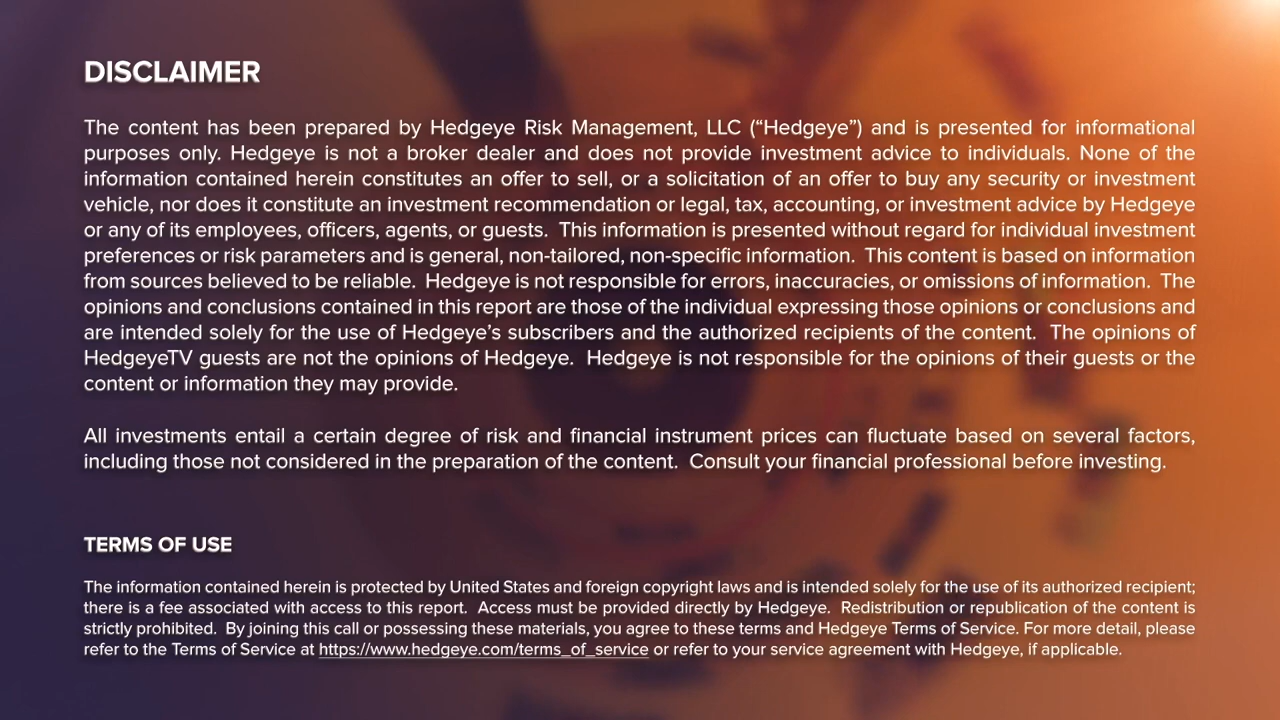 DISCLAIMER
The content has been prepared by Hedgeye Risk Management, LLC (“Hedgeye”) and is presented for informational
purposes only. Hedgeye is not a broker dealer and does not provide investment advice to individuals. None of the
information contained herein constitutes an offer to sell, or a solicitation of an offer to buy any security or investment
vehicle, nor does it constitute an investment recommendation or legal, tax, accounting, or investment advice by Hedgeye
or any of its employees, officers, agents, or guests.  This information is presented without regard for individual investment
preferences or risk parameters and is general, non-tailored, non-specific information.  This content is based on information
from sources believed to be reliable.  Hedgeye is not responsible for errors, inaccuracies, or omissions of information.  The
opinions and conclusions contained in this report are those of the individual expressing those opinions or conclusions and
are intended solely for the use of Hedgeye’s subscribers and the authorized recipients of the content.  The opinions of
HedgeyeTV guests are not the opinions of Hedgeye.  Hedgeye is not responsible for the opinions of their guests or the
content or information they may provide.
All investments entail a certain degree of risk and financial instrument prices can fluctuate based on several factors,
including those not considered in the preparation of the content.  Consult your financial professional before investing.
TERMS OF USE
The information contained herein is protected by United States and foreign copyright laws and is intended solely for the use of its authorized recipient;
there is a fee associated with access to this report.  Access must be provided directly by Hedgeye.  Redistribution or republication of the content is
strictly prohibited.  By joining this call or possessing these materials, you agree to these terms and Hedgeye Terms of Service. For more detail, please
refer to the Terms of Service at https://www.hedgeye.com/terms_of_service or refer to your service agreement with Hedgeye, if applicable.